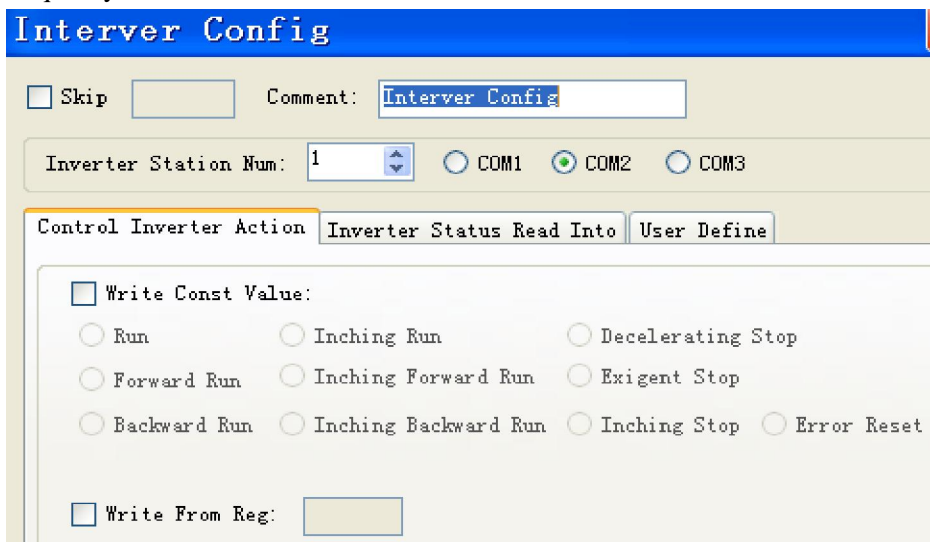 Interver Config
Skip Comment: Interver Config
Inverter Station Num: 1 COM1 COM2 COM3
Control Inverter Action Inverter Status Read Into User Define
Write Const Value:
Run Inching Run Decelerating Stop
Forward Run Inching Forward Run Exigent Stop
Backward Run Inching Backward Run Inching Stop Error Reset
Write From Reg: